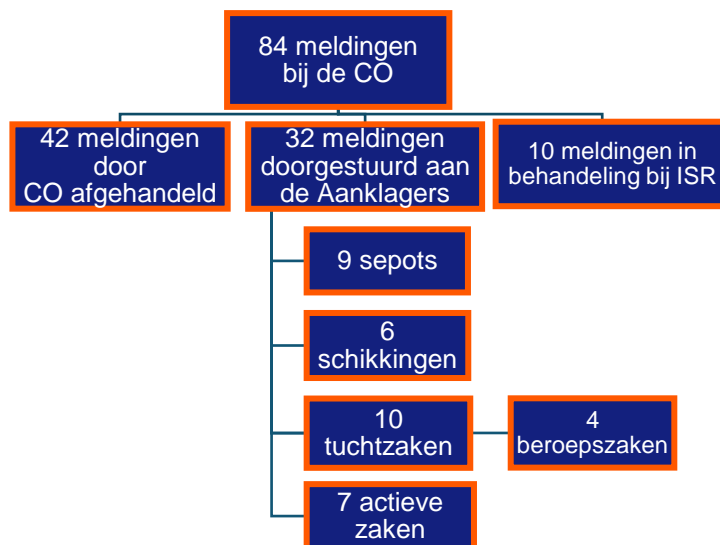 84 meldingen
bij de CO
42 meldingen
door
CO afgehandeld
32 meldingen
doorgestuurd aan
de Aanklagers
10 meldingen in
behandeling bij ISR
9 sepots
6
schikkingen
10
tuchtzaken
4
beroepszaken
7 actieve
zaken